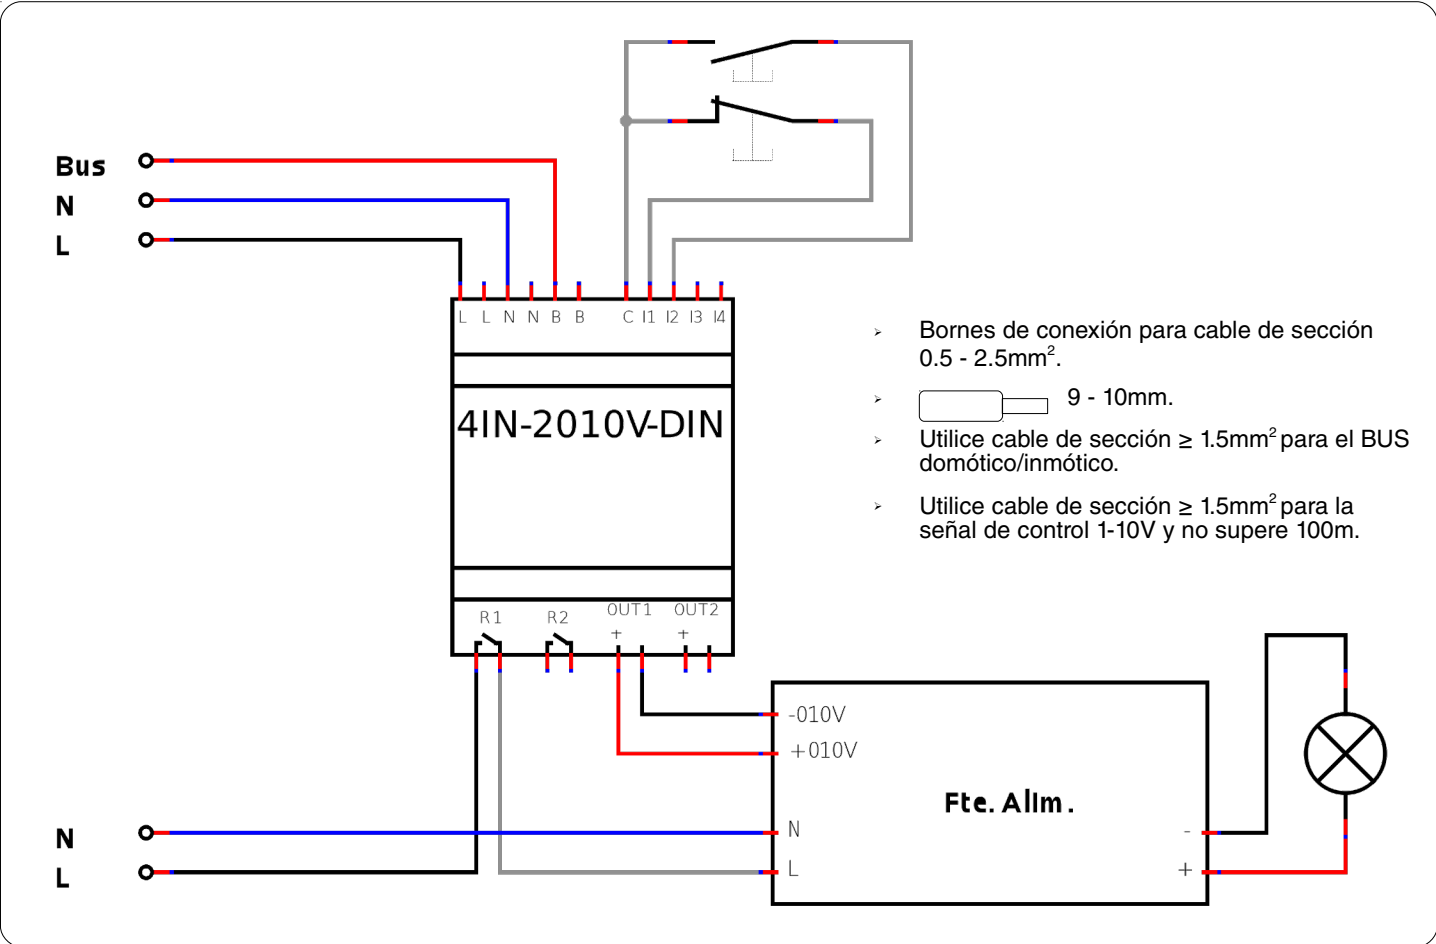 Bus
N
L
L L N N B B C I1 I2 I3 I4
4IN-2010V-DIN
R1 R2 OUT1 OUT2
+ +
Bornes de conexión para cable de sección
0.5 - 2.5mm².
9 - 10mm.
Utilice cable de sección ≥ 1.5mm² para el BUS
domótico/inmótico.
Utilice cable de sección ≥ 1.5mm² para la
señal de control 1-10V y no supere 100m.
-010V
+010V
Fte. Alim.
N
L
-
+
N
L